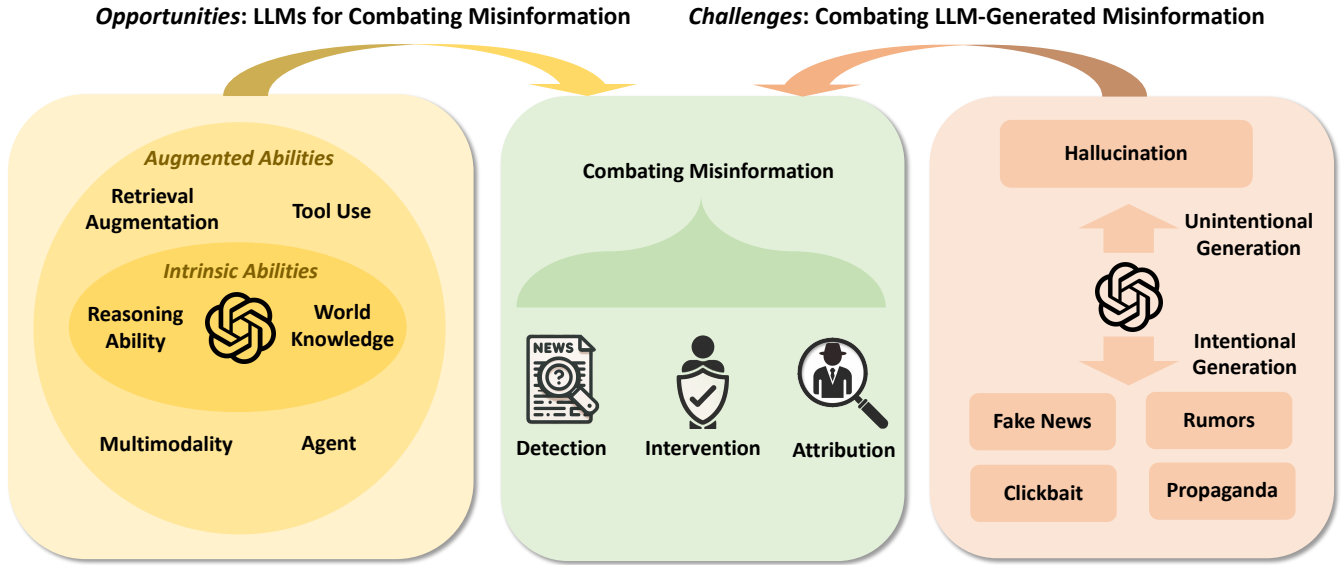 Opportunities: LLMs for Combating Misinformation
Challenges: Combating LLM-Generated Misinformation
Augmented Abilities
Retrieval
Augmentation
Tool Use
Intrinsic Abilities
Reasoning
Ability
World
Knowledge
Multimodality
Agent
Combating Misinformation
NEWS
?
Detection
Intervention
Attribution
Hallucination
Unintentional
Generation
Intentional
Generation
Fake News
Rumors
Clickbait
Propaganda